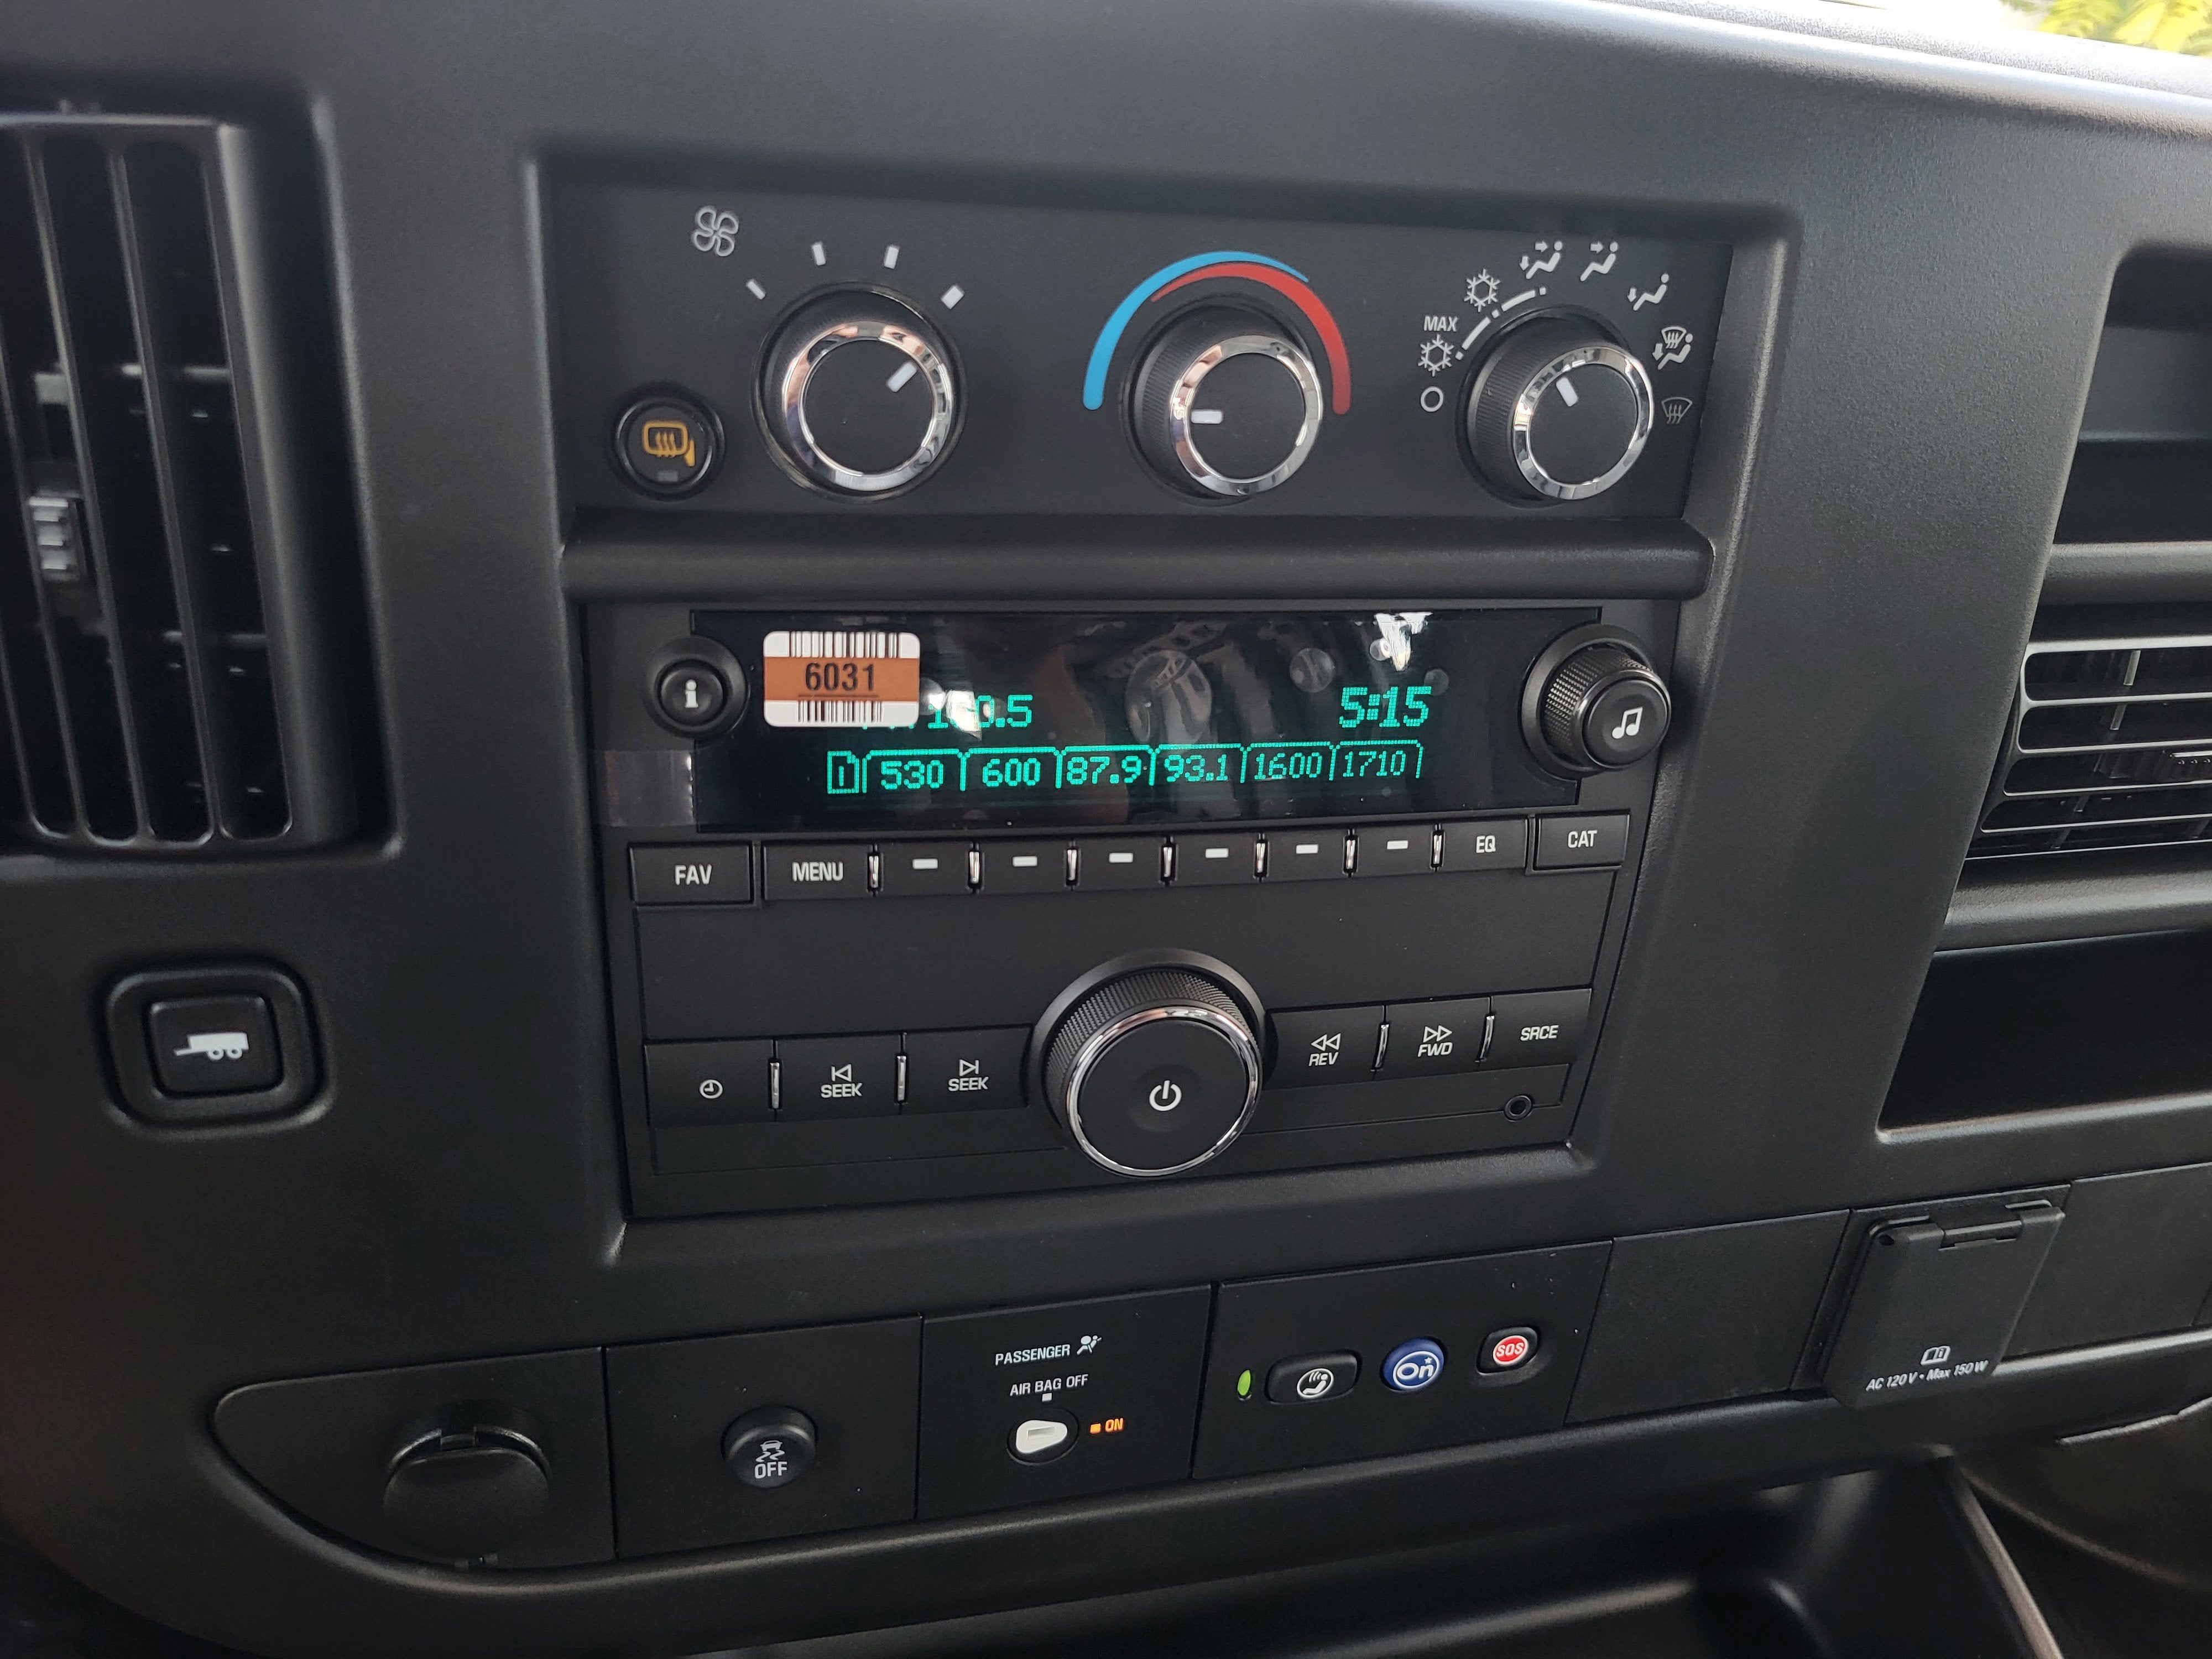 MAX
6031
5:15
530 600 87.9 93.1 1600 1710
FAV MENU EQ CAT
SEEK SEEK REV FWD SRCE
PASSENGER
AIR BAG OFF
ON
OFF
On
SOS
AC 120V • Max 150W